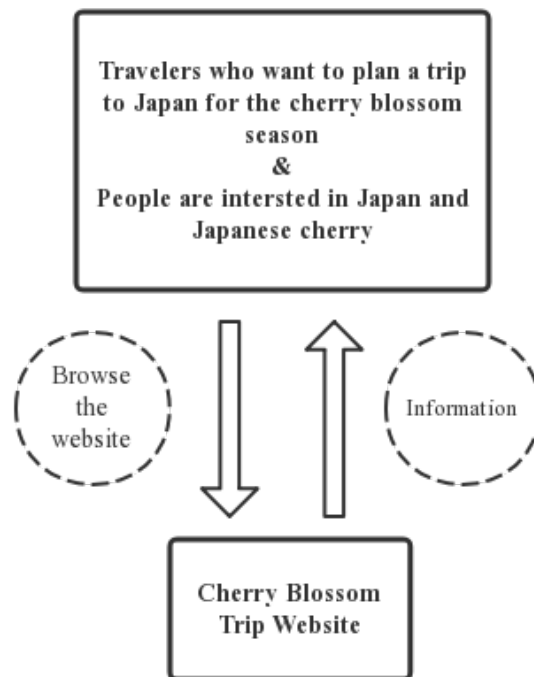 Travelers who want to plan a trip
to Japan for the cherry blossom
season
&
People are intersted in Japan and
Japanese cherry
Browse
the
website
Information
Cherry Blossom
Trip Website